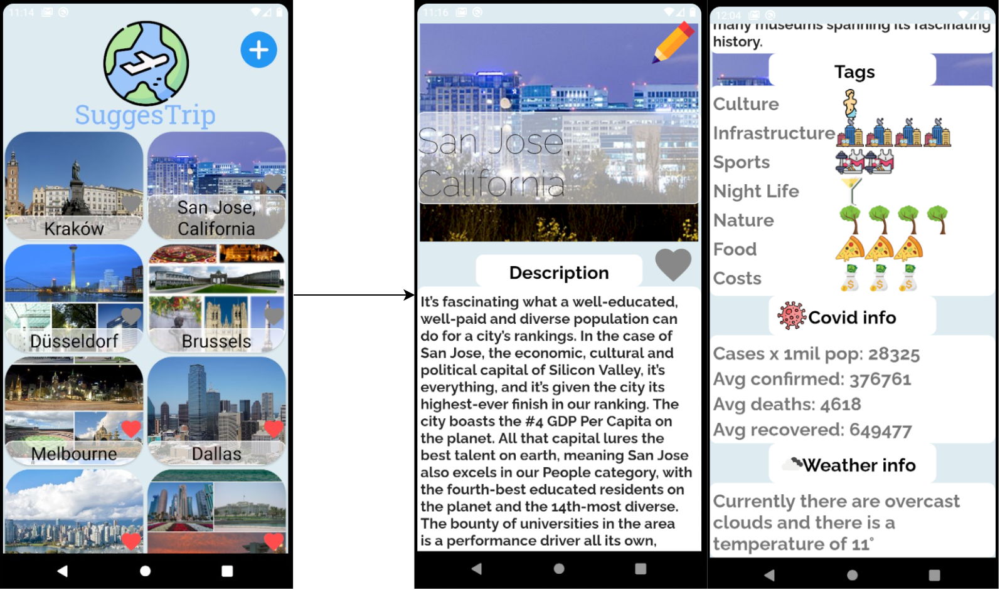 11:14
SuggesTrip
Kraków
San Jose,
California
Düsseldorf
Brussels
Melbourne
Dallas
11:16
San Jose,
California
Description
It's fascinating what a well-educated,
well-paid and diverse population can
do for a city's rankings. In the case of
San Jose, the economic, cultural and
political capital of Silicon Valley, it's
everything, and it's given the city its
highest-ever finish in our ranking. The
city boasts the #4 GDP Per Capita on
the planet. All that capital lures the
best talent on earth, meaning San Jose
also excels in our People category, with
the fourth-best educated residents on
the planet and the 14th-most diverse.
The bounty of universities in the area
is a performance driver all its own,
12:04
many museums spanning its fascinating
history.
Tags
Culture
Infrastructure
Sports
Night Life
Nature
Food
Costs
Covid info
Cases x 1mil pop: 28325
Avg confirmed: 376761
Avg deaths: 4618
Avg recovered: 649477
Weather info
Currently there are overcast
clouds and there is a
temperature of 11°